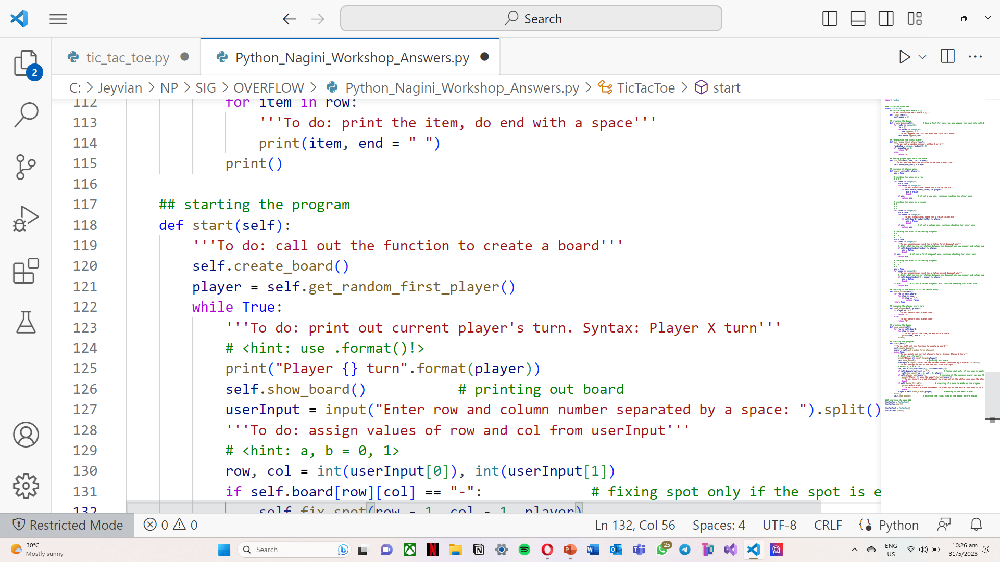 Search
tic_tac_toe.py
Python_Nagini_Workshop_Answers.py
2
C: > Jeyvian > NP > SIG > OVERFLOW > Python_Nagini_Workshop_Answers.py > TicTacToe > start
112 for item in row:
113 '''To do: print the item, do end with a space'''
114 print(item, end = " ")
115 print()
116
117 ## starting the program
118 def start(self):
119 '''To do: call out the function to create a board'''
120 self.create_board()
121 player = self.get_random_first_player()
122 while True:
123 '''To do: print out current player's turn. Syntax: Player X turn'''
124 # <hint: use .format()!>
125 print("Player {} turn".format(player))
126 self.show_board() # printing out board
127 userInput = input("Enter row and column number separated by a space: ").split()
128 '''To do: assign values of row and col from userInput'''
129 # <hint: a, b = 0, 1>
130 row, col = int(userInput[0]), int(userInput[1])
131 if self.board[row][col] == "-": # fixing spot only if the spot is e
132 self.fix_spot(row - 1, col - 1, player)
Restricted Mode 0 0 Ln 132, Col 56 Spaces: 4 UTF-8 CRLF Python
30°C
Mostly sunny
Search
25
ENG
US
10:26 am
31/5/2023